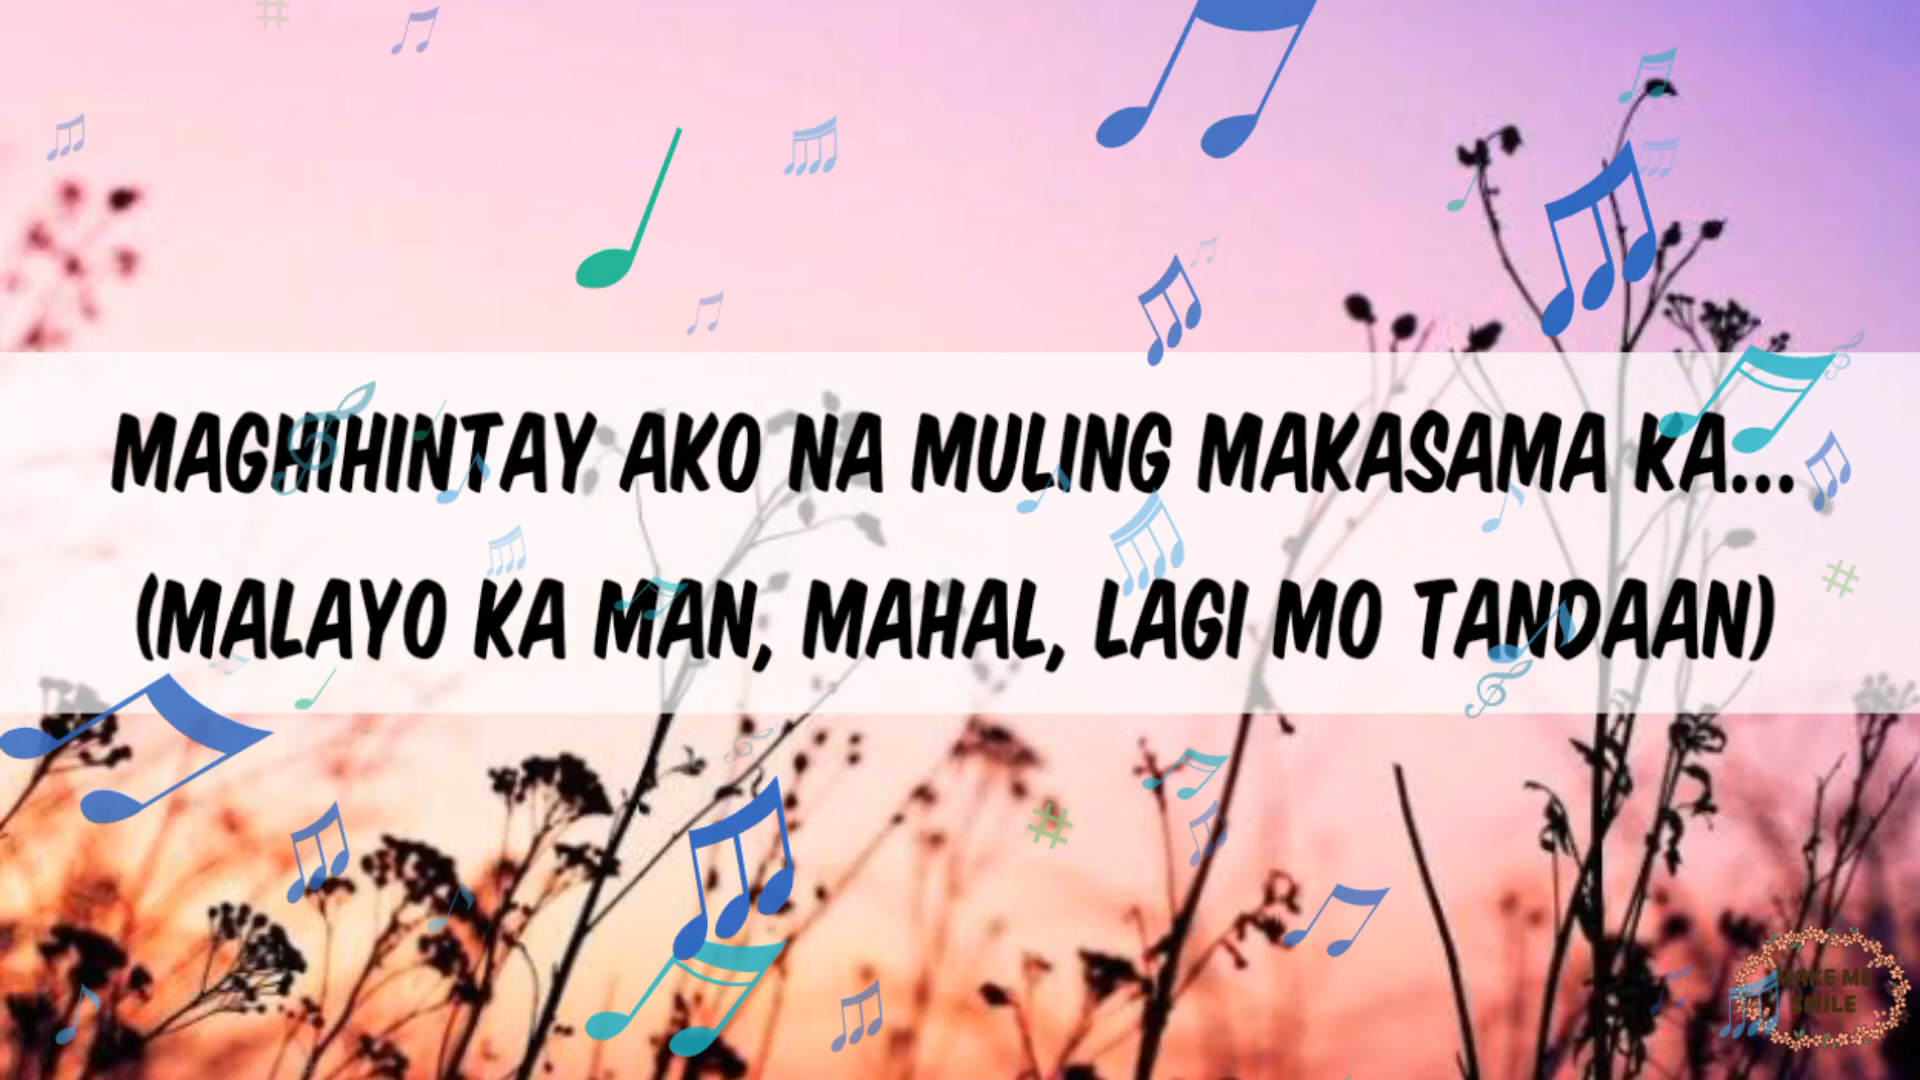 MAGHIHINTAY AKO NA MULING MAKASAMA KA...
(MALAYO KA MAN, MAHAL, LAGI MO TANDAAN)
MAKE ME
SMILE